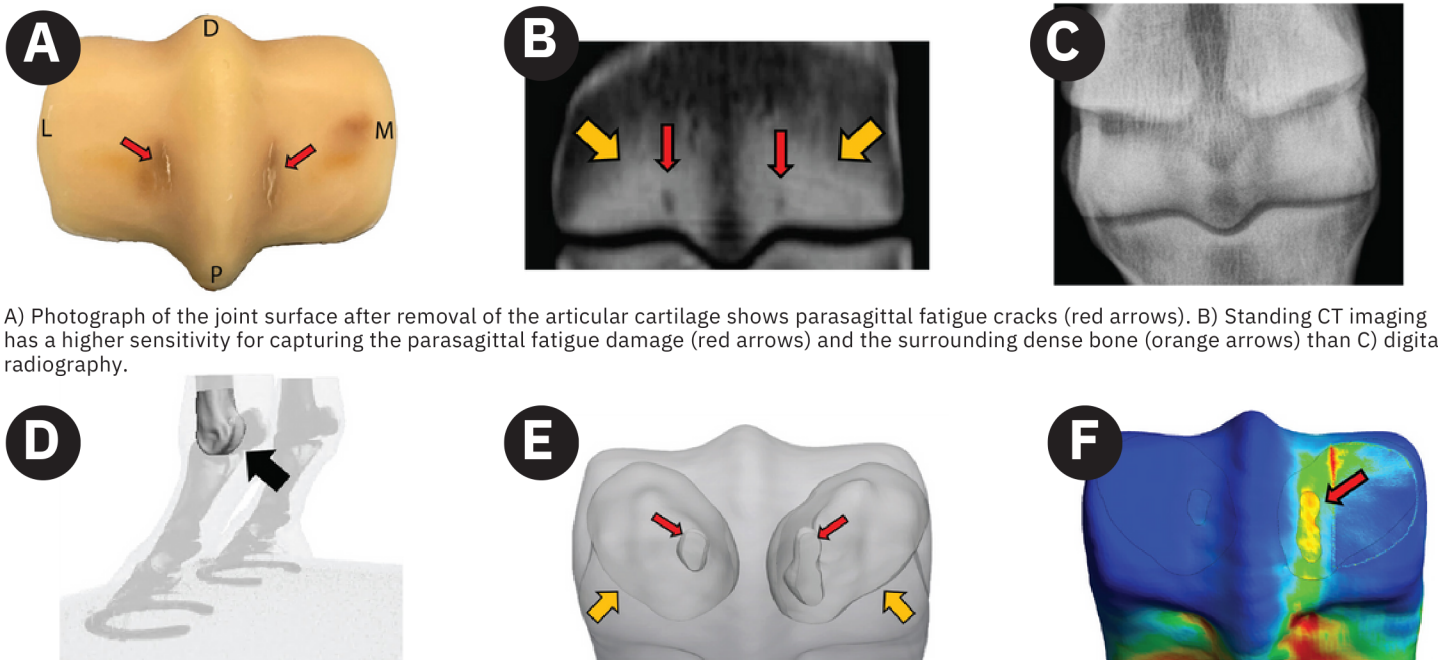 A
D
L
M
P
B
C
A) Photograph of the joint surface after removal of the articular cartilage shows parasagittal fatigue cracks (red arrows). B) Standing CT imaging
has a higher sensitivity for capturing the parasagittal fatigue damage (red arrows) and the surrounding dense bone (orange arrows) than C) digita
radiography.
D
E
F